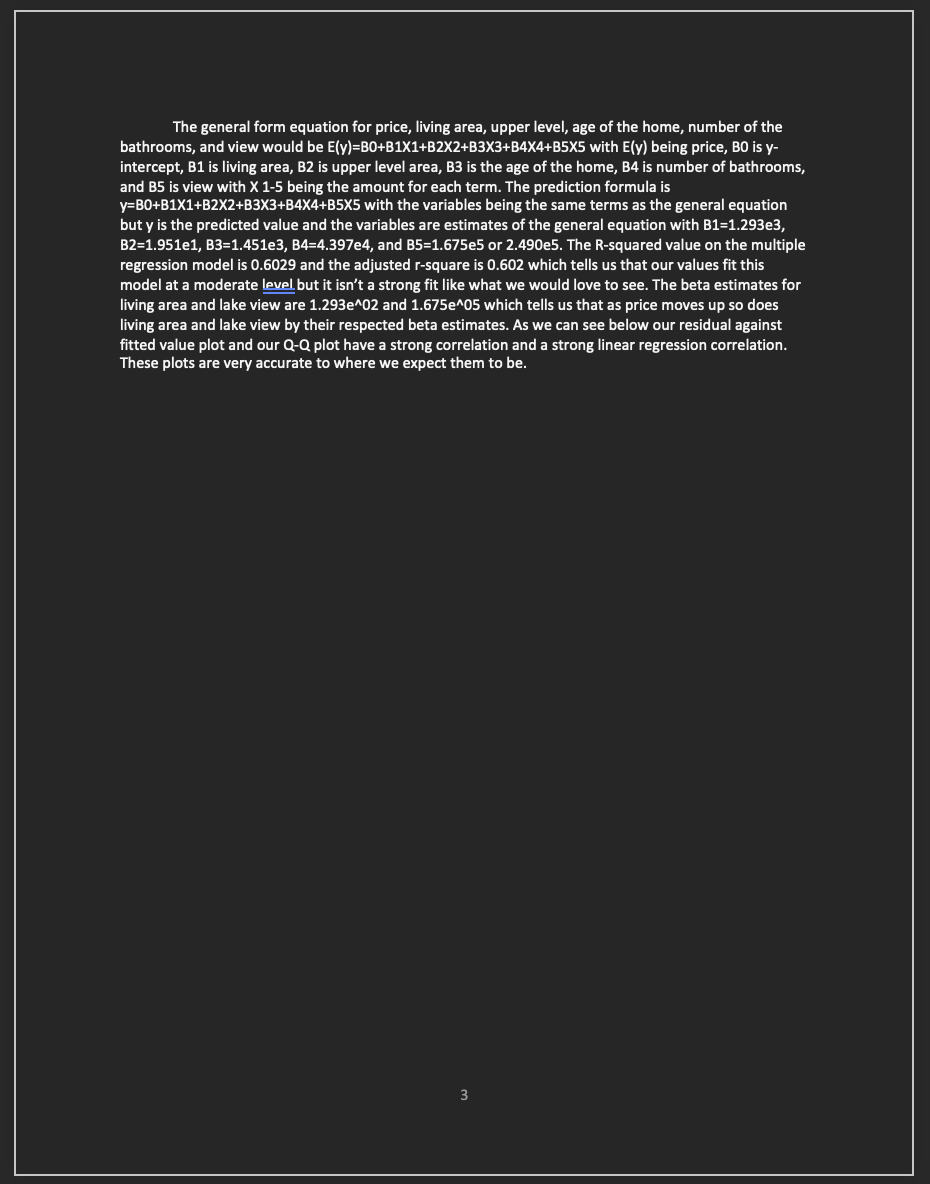 The general form equation for price, living area, upper level, age of the home, number of the
bathrooms, and view would be E(y)=B0+B1X1+B2X2+B3X3+B4X4+B5X5 with E(y) being price, B0 is y-
intercept, B1 is living area, B2 is upper level area, B3 is the age of the home, B4 is number of bathrooms,
and B5 is view with X 1-5 being the amount for each term. The prediction formula is
y=B0+B1X1+B2X2+B3X3+B4X4+B5X5 with the variables being the same terms as the general equation
but y is the predicted value and the variables are estimates of the general equation with B1=1.293e3,
B2=1.951e1, B3=1.451e3, B4=4.397e4, and B5=1.675e5 or 2.490e5. The R-squared value on the multiple
regression model is 0.6029 and the adjusted r-square is 0.602 which tells us that our values fit this
model at a moderate level but it isn’t a strong fit like what we would love to see. The beta estimates for
living area and lake view are 1.293e^02 and 1.675e^05 which tells us that as price moves up so does
living area and lake view by their respected beta estimates. As we can see below our residual against
fitted value plot and our Q-Q plot have a strong correlation and a strong linear regression correlation.
These plots are very accurate to where we expect them to be.
3